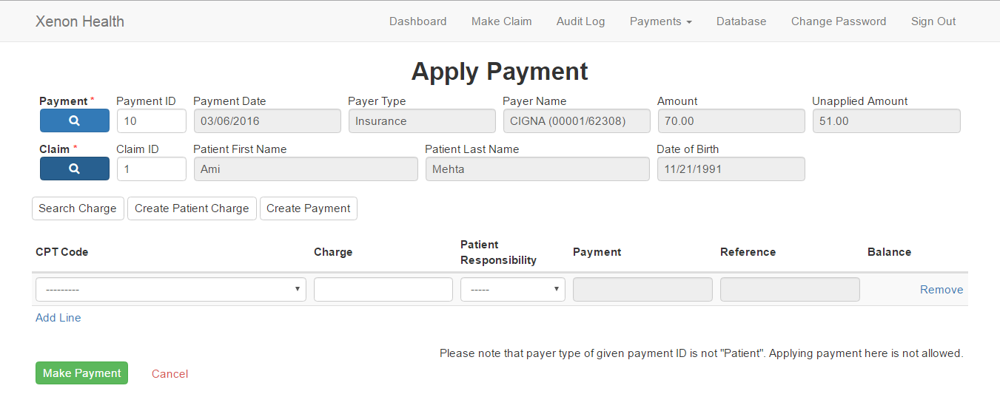 Xenon Health Dashboard Make Claim Audit Log Payments Database Change Password Sign Out
Apply Payment
Payment * Payment ID Payment Date Payer Type Payer Name Amount Unapplied Amount
10 03/06/2016 Insurance CIGNA (00001/62308) 70.00 51.00
Claim * Claim ID Patient First Name Patient Last Name Date of Birth
1 Ami Mehta 11/21/1991
Search Charge Create Patient Charge Create Payment
CPT Code Charge Patient Responsibility Payment Reference Balance
--------- ----- Remove
Add Line
Please note that payer type of given payment ID is not "Patient". Applying payment here is not allowed.
Make Payment Cancel